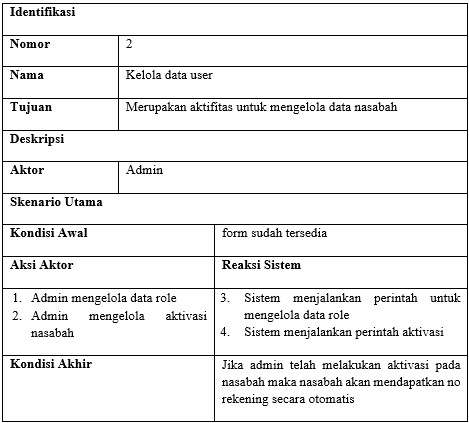 Identifikasi
Nomor 2
Nama Kelola data user
Tujuan Merupakan aktifitas untuk mengelola data nasabah
Deskripsi
Aktor Admin
Skenario Utama
Kondisi Awal form sudah tersedia
Aksi Aktor Reaksi Sistem
1. Admin mengelola data role
2. Admin mengelola aktivasi
nasabah
3. Sistem menjalankan perintah untuk
mengelola data role
4. Sistem menjalankan perintah aktivasi
Kondisi Akhir
Jika admin telah melakukan aktivasi pada
nasabah maka nasabah akan mendapatkan no
rekening secara otomatis